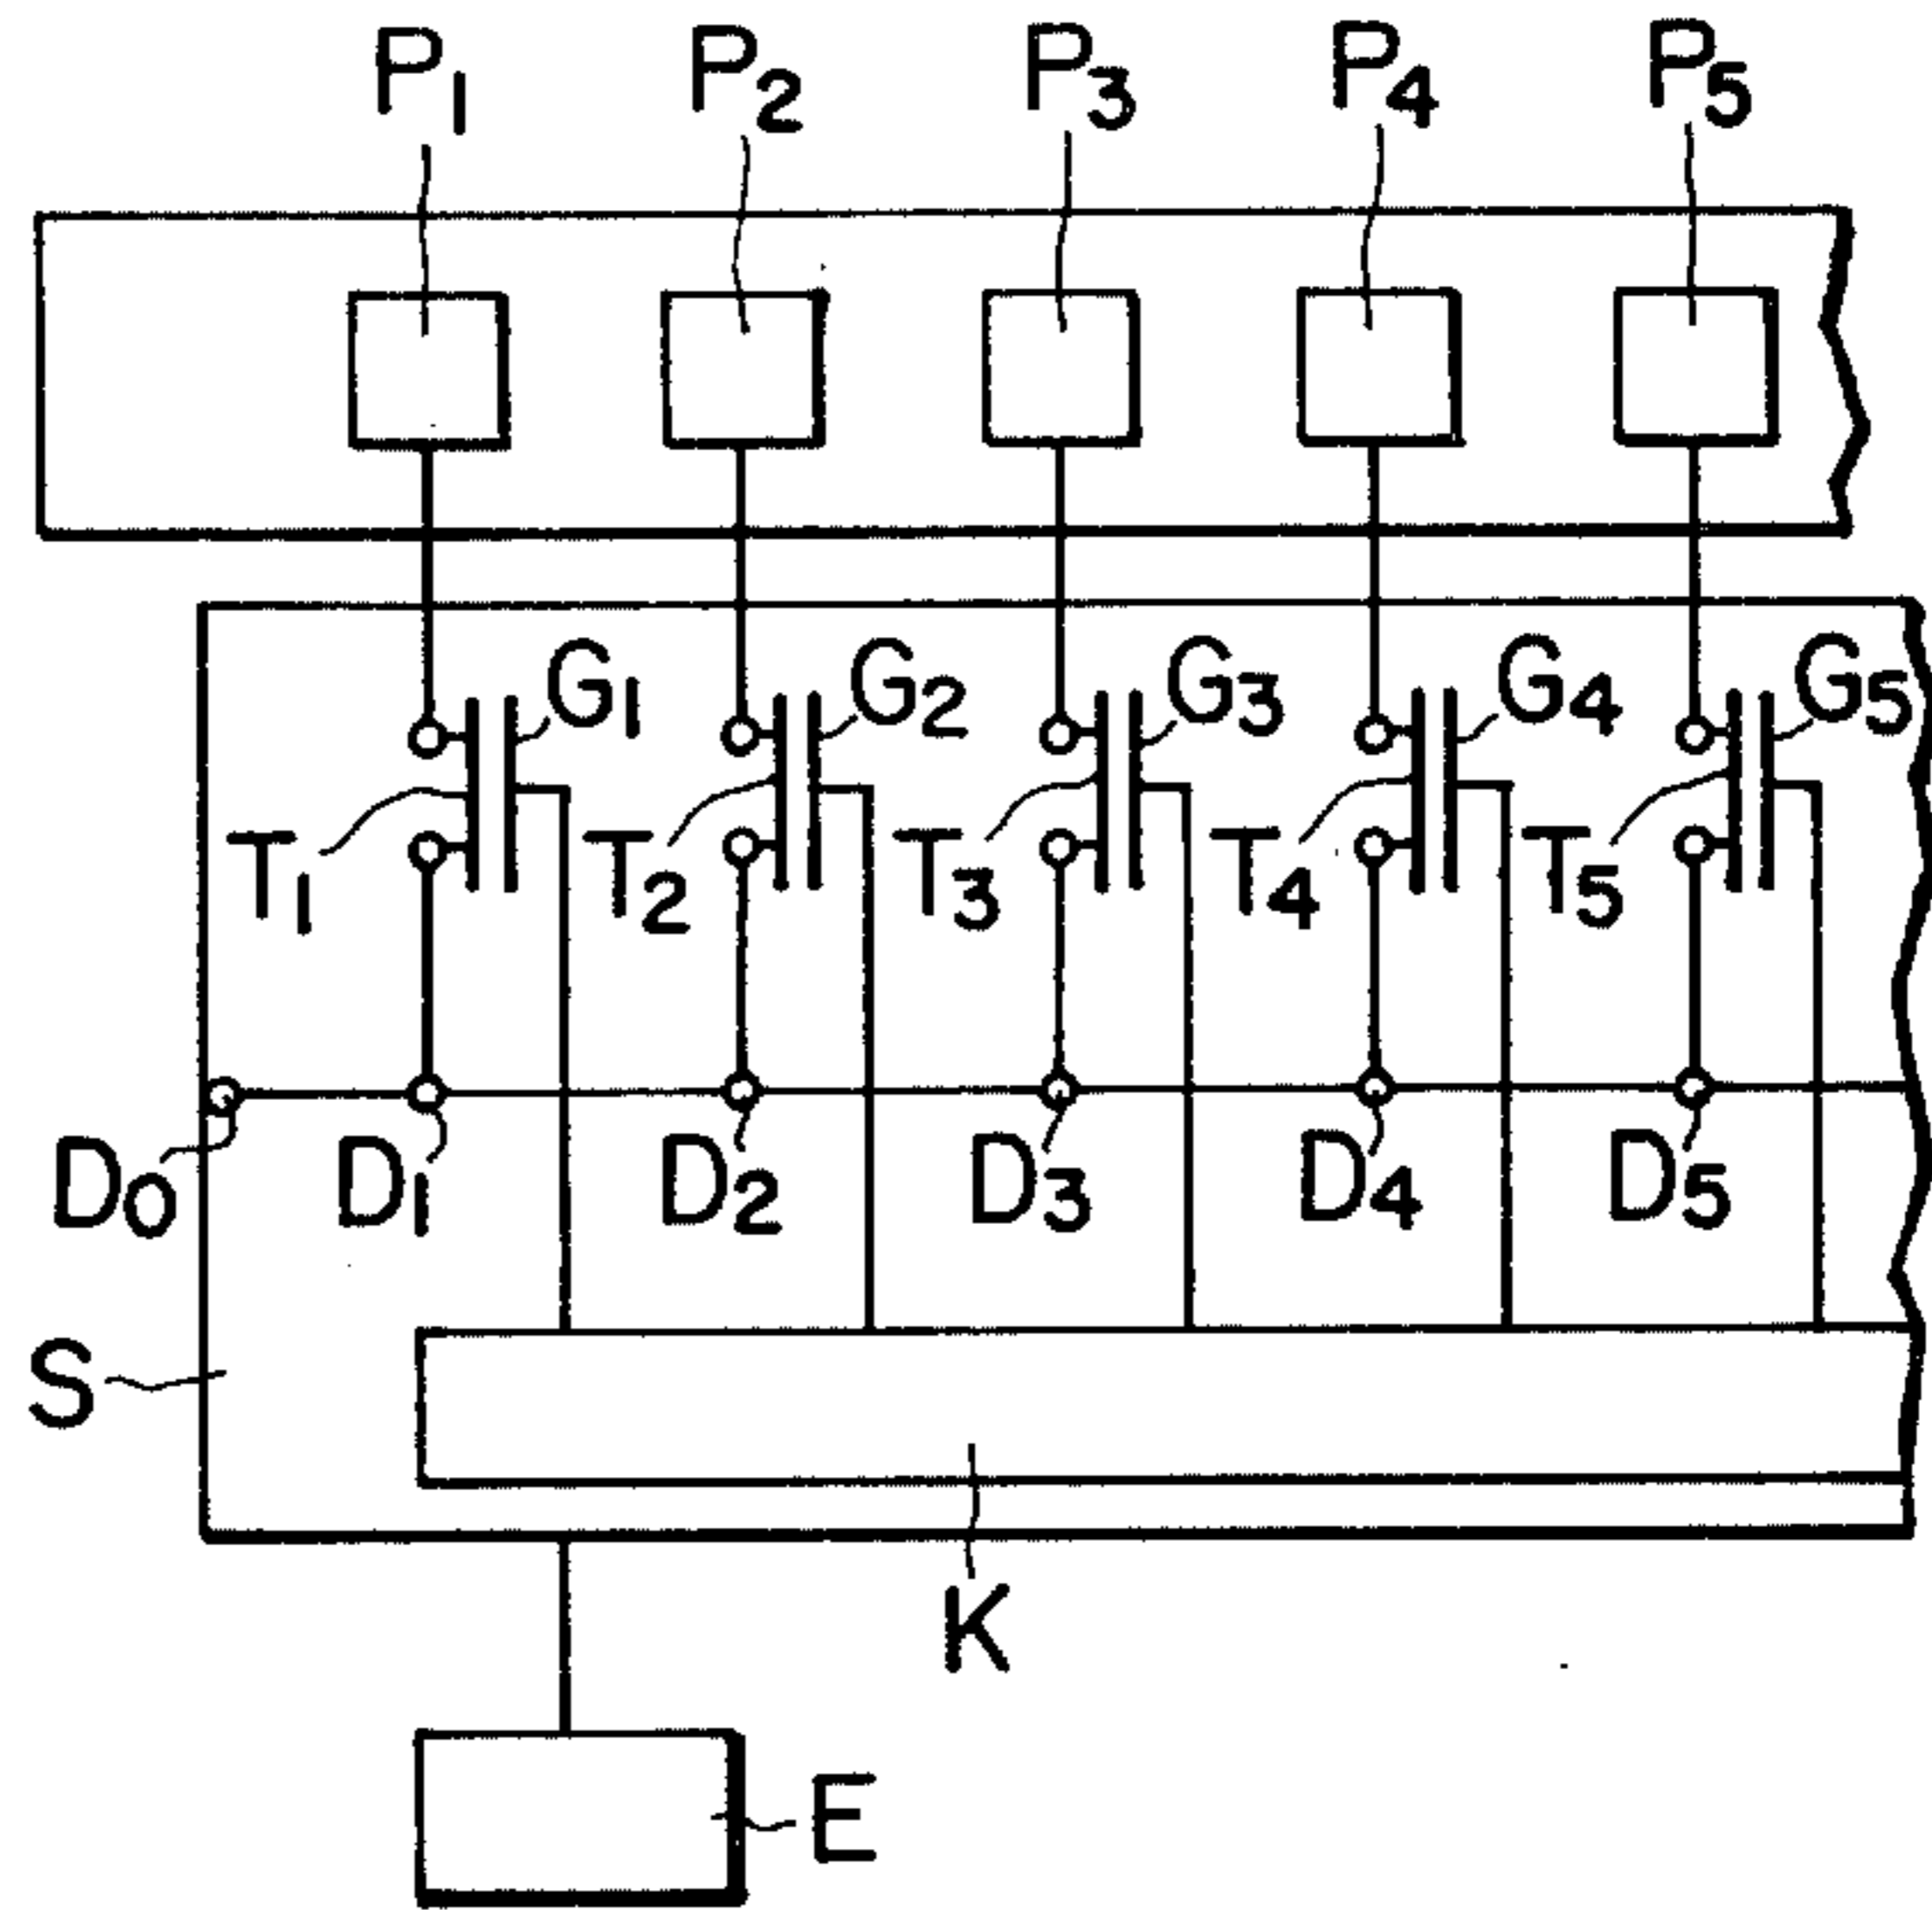 P1 P2 P3 P4 P5
G1 G2 G3 G4 G5
T1 T2 T3 T4 T5
D0 D1 D2 D3 D4 D5
S
K
E